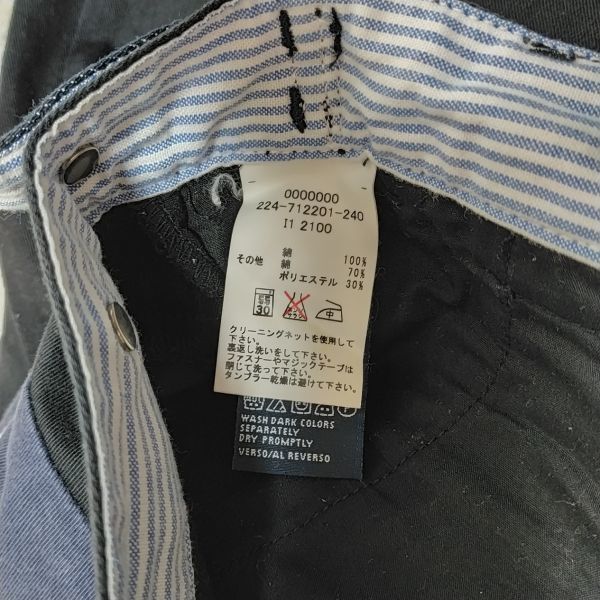 0000000
224-712201-240
I1 2100
綿 100%
その他 綿 70%
ポリエステル 30%
30 中
クリーニングネットを使用して
下さい。
裏返し洗いをして下さい。
ファスナーやマジックテープは
閉じて洗って下さい。
タンブラー乾燥は避けて下さい。
WASH DARK COLORS
SEPARATELY
DRY PROMPTLY
VERSO/AL REVERSO